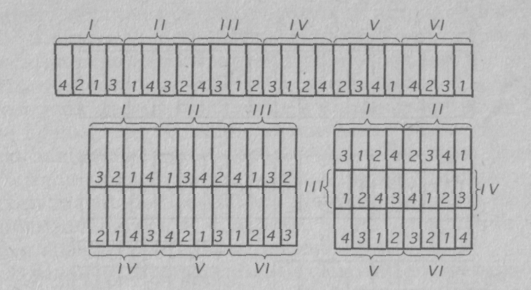 I II III IV V VI
4 2 1 3 1 4 3 2 4 3 1 2 3 1 2 4 2 3 4 1 4 2 3 1
I II III
3 2 1 4 1 3 4 2 4 1 3 2
2 1 4 3 4 2 1 3 1 2 4 3
IV V VI
I II
3 1 2 4 2 3 4 1
III 1 2 4 3 4 1 2 3 IV
4 3 1 2 3 2 1 4
V VI